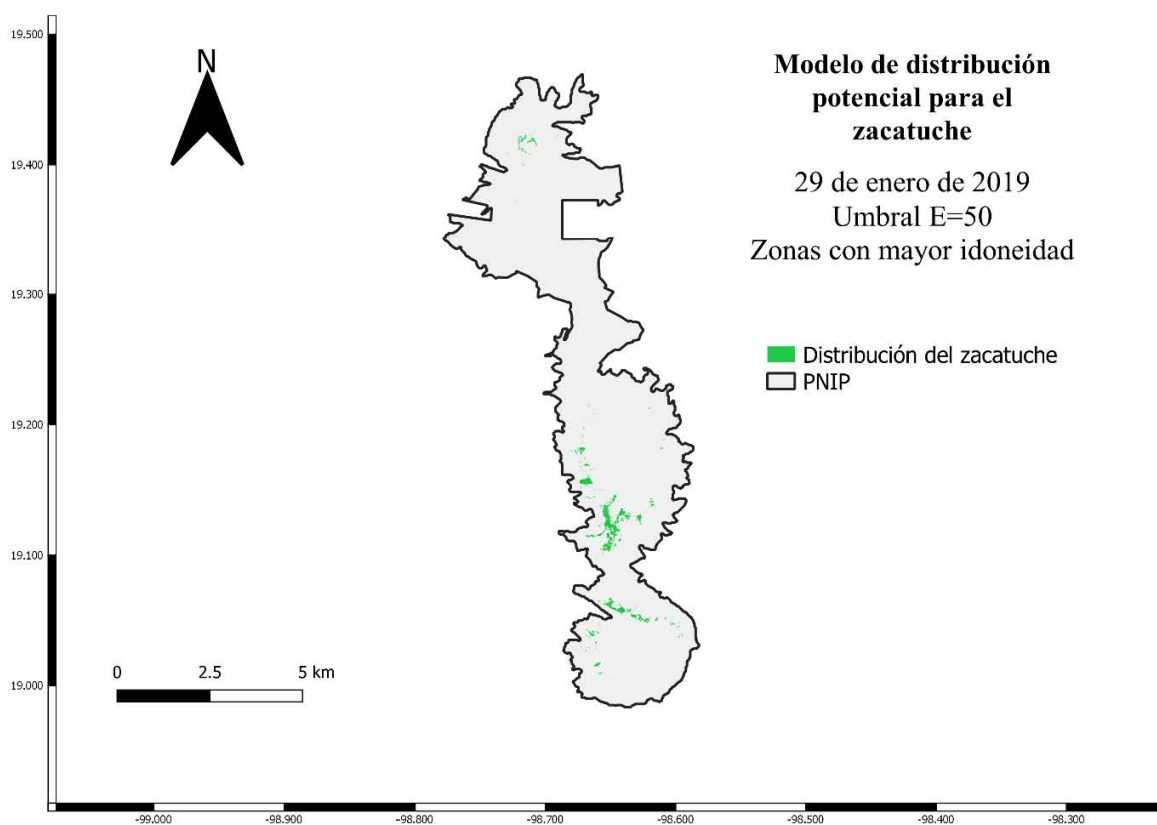 Modelo de distribución
potencial para el
zacatuche
29 de enero de 2019
Umbral E=50
Zonas con mayor idoneidad
Distribución del zacatuche
PNIP
N
0 2.5 5 km
19.500
19.400
19.300
19.200
19.100
19.000
-99.000 -98.900 -98.800 -98.700 -98.600 -98.500 -98.400 -98.300